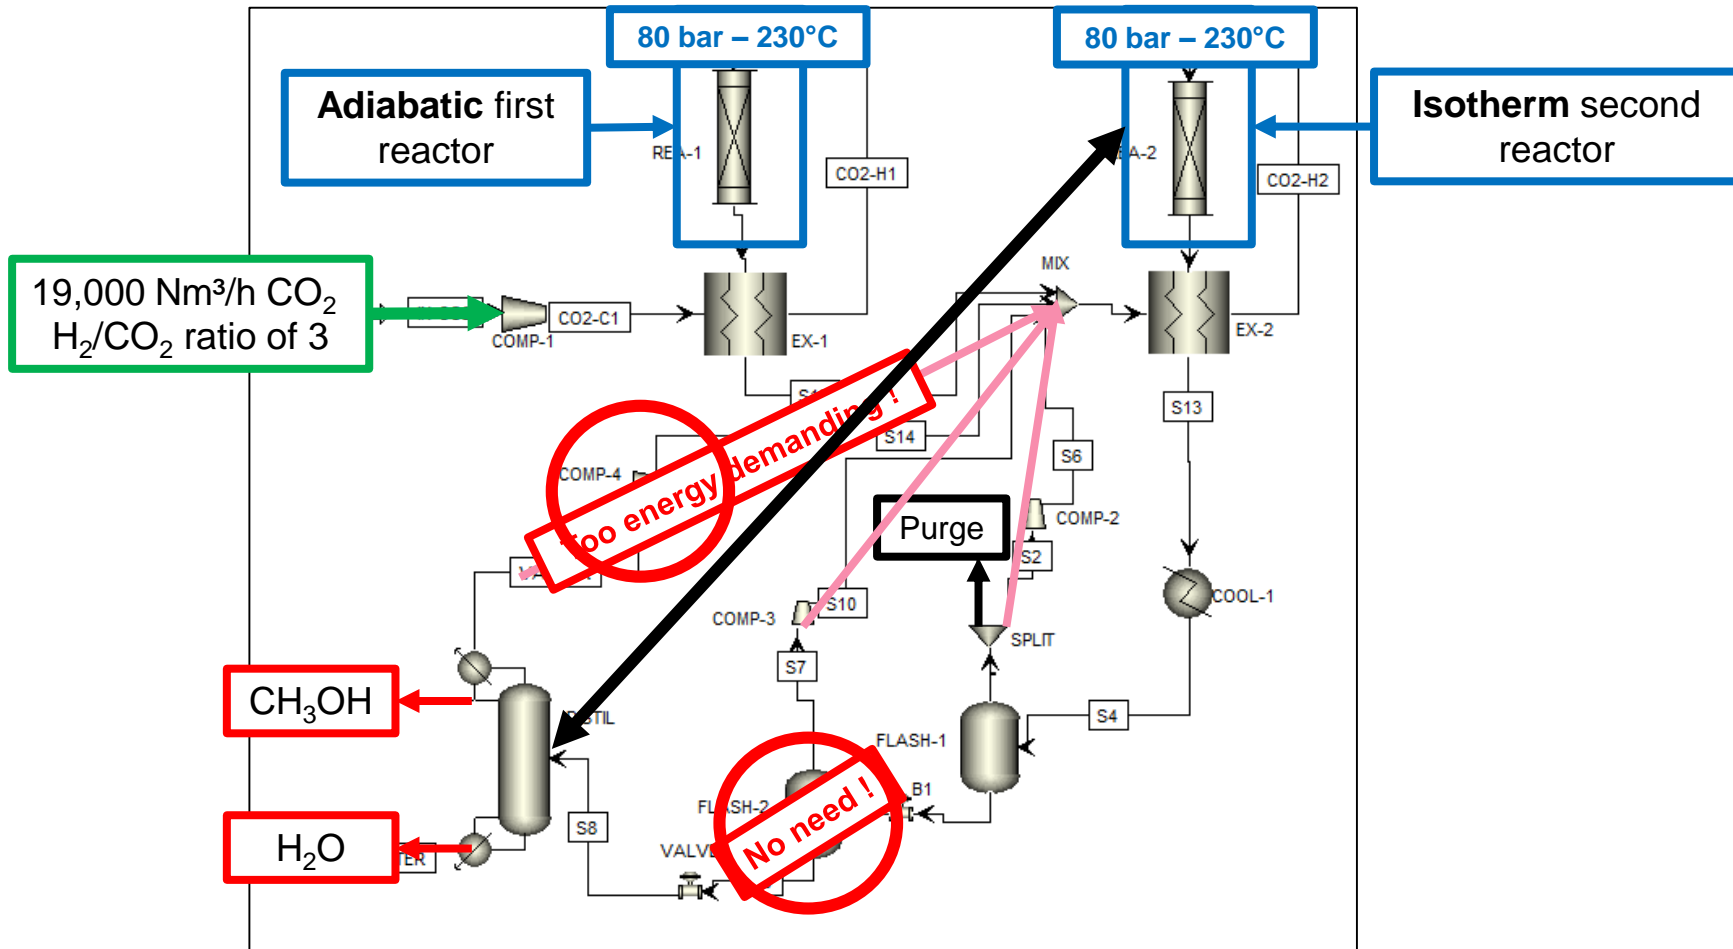 80 bar – 230°C
80 bar – 230°C
Adiabatic first
reactor
Isotherm second
reactor
CO2-H1
CO2-H2
19,000 Nm³/h CO₂
H₂/CO₂ ratio of 3
COMP-1
CO2-C1
EX-1
MIX
EX-2
S13
S14
S6
COMP-4
Too energy demanding !
Purge
COMP-2
S2
COMP-3
S10
COOL-1
SPLIT
S7
CH₃OH
S4
FLASH-1
FLASH-2
B1
No need !
S8
H₂O